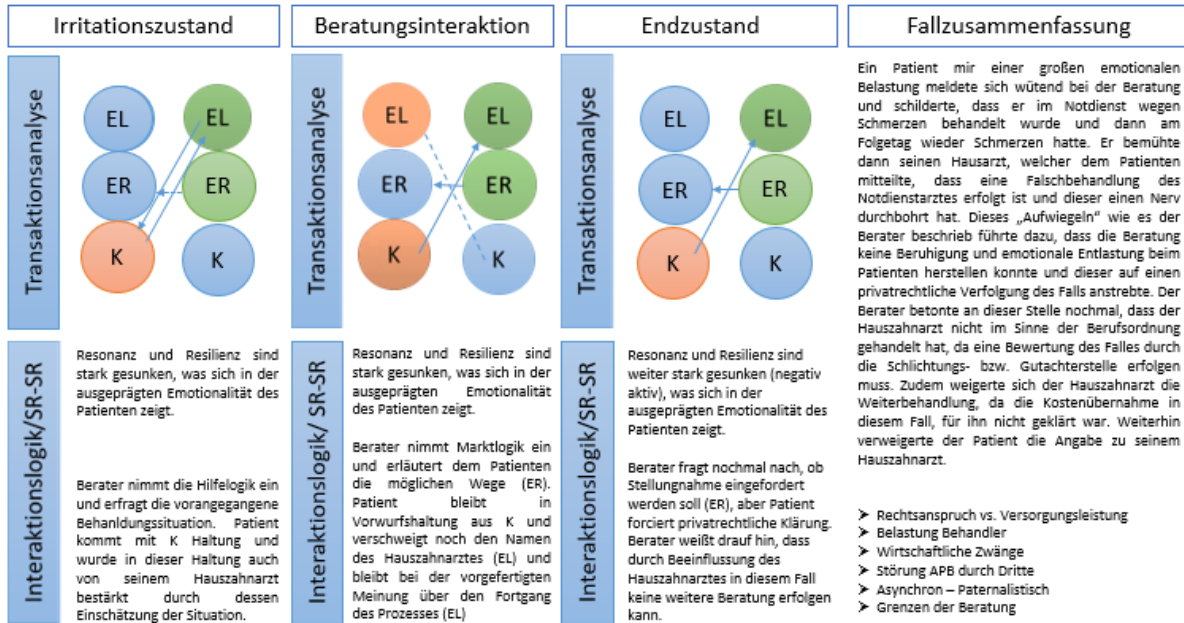 Irritationszustand
Beratungsinteraktion
Endzustand
Fallzusammenfassung
Transaktionsanalyse
EL
EL
ER
ER
K
K
Transaktionsanalyse
EL
EL
ER
ER
K
K
Transaktionsanalyse
EL
EL
ER
ER
K
K
Interaktionslogik/SR-SR
Resonanz und Resilienz sind
stark gesunken, was sich in der
ausgeprägten Emotionalität des
Patienten zeigt.
Berater nimmt die Hilfelogik ein
und erfragt die vorangegangene
Behanldungssituation. Patient
kommt mit K Haltung und
wurde in dieser Haltung auch
von seinem Hauszahnarzt
bestärkt durch dessen
Einschätzung der Situation.
Interaktionslogik/ SR-SR
Resonanz und Resilienz sind
stark gesunken, was sich in der
ausgeprägten Emotionalität
des Patienten zeigt.
Berater nimmt Marktlogik ein
und erläutert dem Patienten
die möglichen Wege (ER).
Patient bleibt in
Vorwurfshaltung aus K und
verschweigt noch den Namen
des Hauszahnarztes (EL) und
bleibt bei der vorgefertigten
Meinung über den Fortgang
des Prozesses (EL)
Interaktionslogik/SR-SR
Resonanz und Resilienz sind
weiter stark gesunken (negativ
aktiv), was sich in der
ausgeprägten Emotionalität des
Patienten zeigt.
Berater fragt nochmal nach, ob
Stellungnahme eingefordert
werden soll (ER), aber Patient
forciert privatrechtliche Klärung.
Berater weißt drauf hin, dass
durch Beeinflussung des
Hauszahnarztes in diesem Fall
keine weitere Beratung erfolgen
kann.
Ein Patient mir einer großen emotionalen
Belastung meldete sich wütend bei der Beratung
und schilderte, dass er im Notdienst wegen
Schmerzen behandelt wurde und dann am
Folgetag wieder Schmerzen hatte. Er bemühte
dann seinen Hausarzt, welcher dem Patienten
mitteilte, dass eine Falschbehandlung des
Notdienstarztes erfolgt ist und dieser einen Nerv
durchbohrt hat. Dieses „Aufwiegeln“ wie es der
Berater beschrieb führte dazu, dass die Beratung
keine Beruhigung und emotionale Entlastung beim
Patienten herstellen konnte und dieser auf einen
privatrechtliche Verfolgung des Falls anstrebte. Der
Berater betonte an dieser Stelle nochmal, dass der
Hauszahnarzt nicht im Sinne der Berufsordnung
gehandelt hat, da eine Bewertung des Falles durch
die Schlichtungs- bzw. Gutachterstelle erfolgen
muss. Zudem weigerte sich der Hauszahnarzt die
Weiterbehandlung, da die Kostenübernahme in
diesem Fall, für ihn nicht geklärt war. Weiterhin
verweigerte der Patient die Angabe zu seinem
Hauszahnarzt.
➤ Rechtsanspruch vs. Versorgungsleistung
➤ Belastung Behandler
➤ Wirtschaftliche Zwänge
➤ Störung APB durch Dritte
➤ Asynchron – Paternalistisch
➤ Grenzen der Beratung